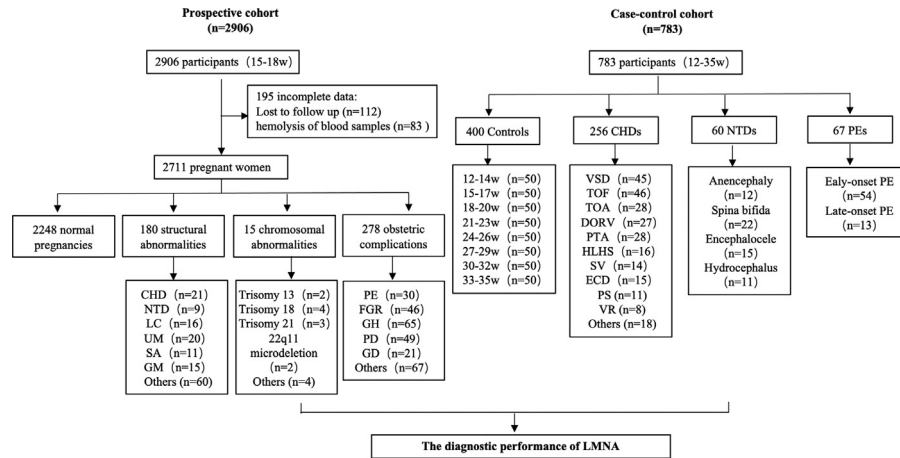 Prospective cohort
(n=2906)
2906 participants (15-18w)
195 incomplete data:
Lost to follow up (n=112)
hemolysis of blood samples (n=83 )
2711 pregnant women
2248 normal
pregnancies
180 structural
abnormalities
15 chromosomal
abnormalities
278 obstetric
complications
CHD (n=21)
NTD (n=9)
LC (n=16)
UM (n=20)
SA (n=11)
GM (n=15)
Others (n=60)
Trisomy 13 (n=2)
Trisomy 18 (n=4)
Trisomy 21 (n=3)
22q11
microdeletion
(n=2)
Others (n=4)
PE (n=30)
FGR (n=46)
GH (n=65)
PD (n=49)
GD (n=21)
Others (n=67)
Case-control cohort
(n=783)
783 participants (12-35w)
400 Controls
256 CHDs
60 NTDs
67 PEs
12-14w (n=50)
15-17w (n=50)
18-20w (n=50)
21-23w (n=50)
24-26w (n=50)
27-29w (n=50)
30-32w (n=50)
33-35w (n=50)
VSD (n=45)
TOF (n=46)
TOA (n=28)
DORV (n=27)
PTA (n=28)
HLHS (n=16)
SV (n=14)
ECD (n=15)
PS (n=11)
VR (n=8)
Others (n=18)
Anencephaly
(n=12)
Spina bifida
(n=22)
Encephalocele
(n=15)
Hydrocephalus
(n=11)
Ealy-onset PE
(n=54)
Late-onset PE
(n=13)
The diagnostic performance of LMNA